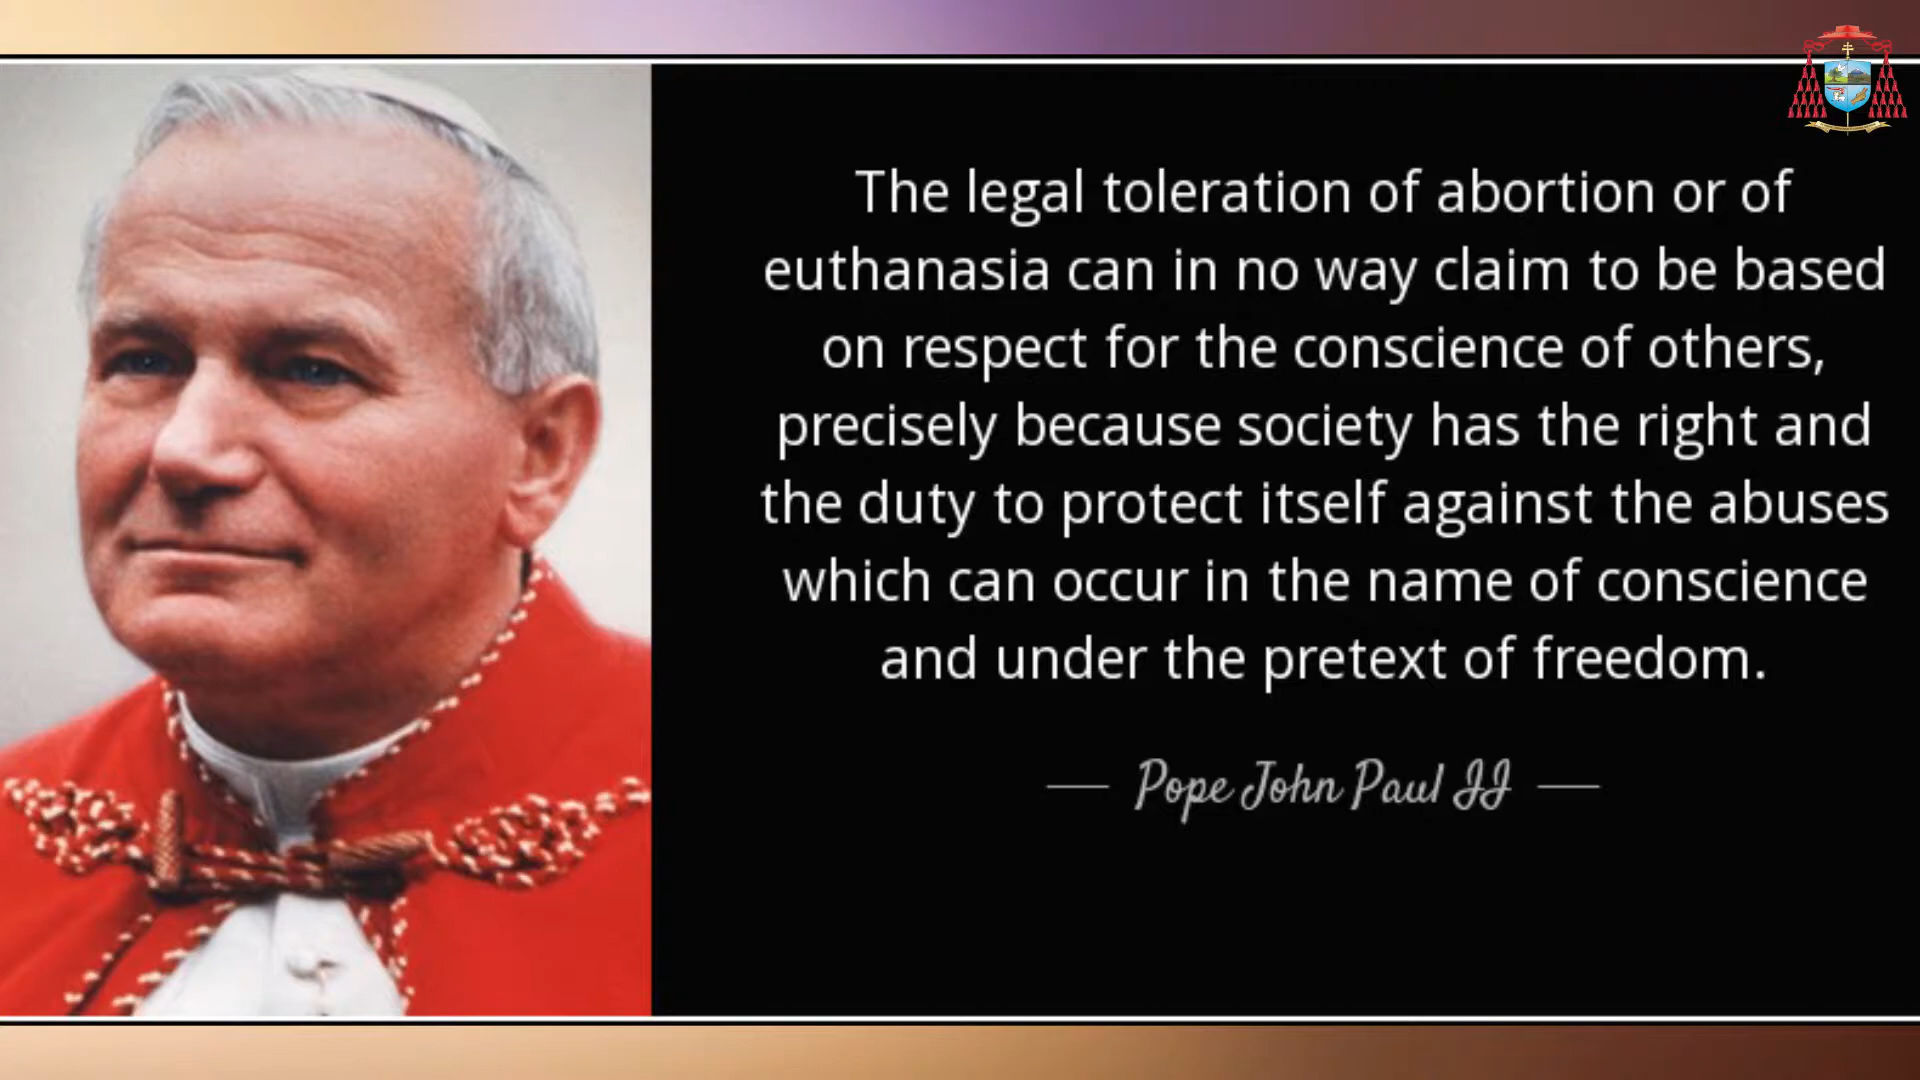 The legal toleration of abortion or of
euthanasia can in no way claim to be based
on respect for the conscience of others,
precisely because society has the right and
the duty to protect itself against the abuses
which can occur in the name of conscience
and under the pretext of freedom.
Pope John Paul II